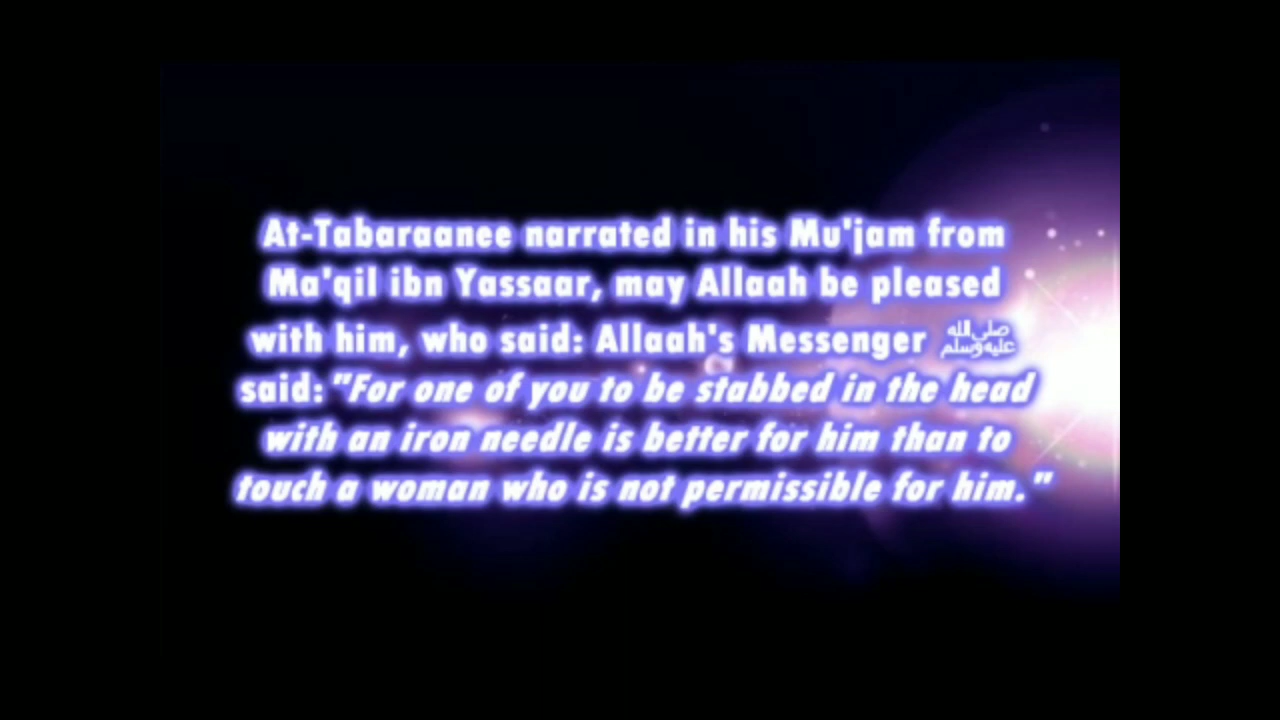 At-Tabaraanee narrated in his Mu'jam from
Ma'qil ibn Yassaar, may Allaah be pleased
with him, who said: Allaah's Messenger ﷺ
said: "For one of you to be stabbed in the head
with an iron needle is better for him than to
touch a woman who is not permissible for him."